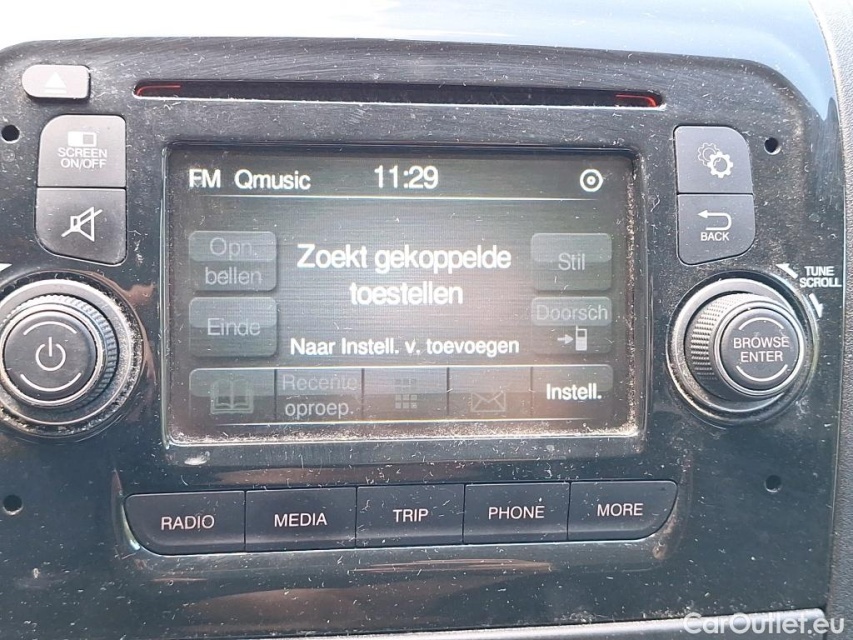 SCREEN
ON/OFF
FM Qmusic 11:29
BACK
Opn.
bellen
Zoekt gekoppelde
toestellen
Stil
TUNE
SCROLL
Einde
Doorsch
Naar Instell. v. toevoegen
BROWSE
ENTER
Recente
oproep.
Instell.
RADIO MEDIA TRIP PHONE MORE
CarOutlet.eu